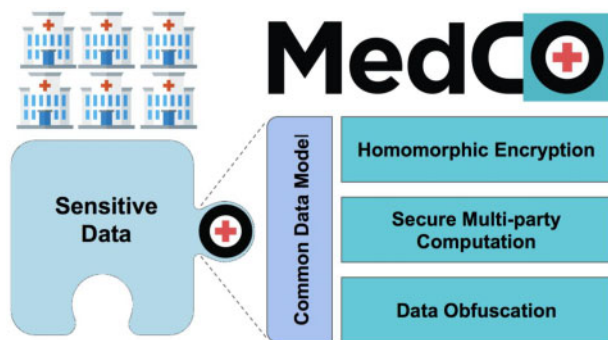 MedCO
Sensitive
Data
Common Data Model
Homomorphic Encryption
Secure Multi-party
Computation
Data Obfuscation